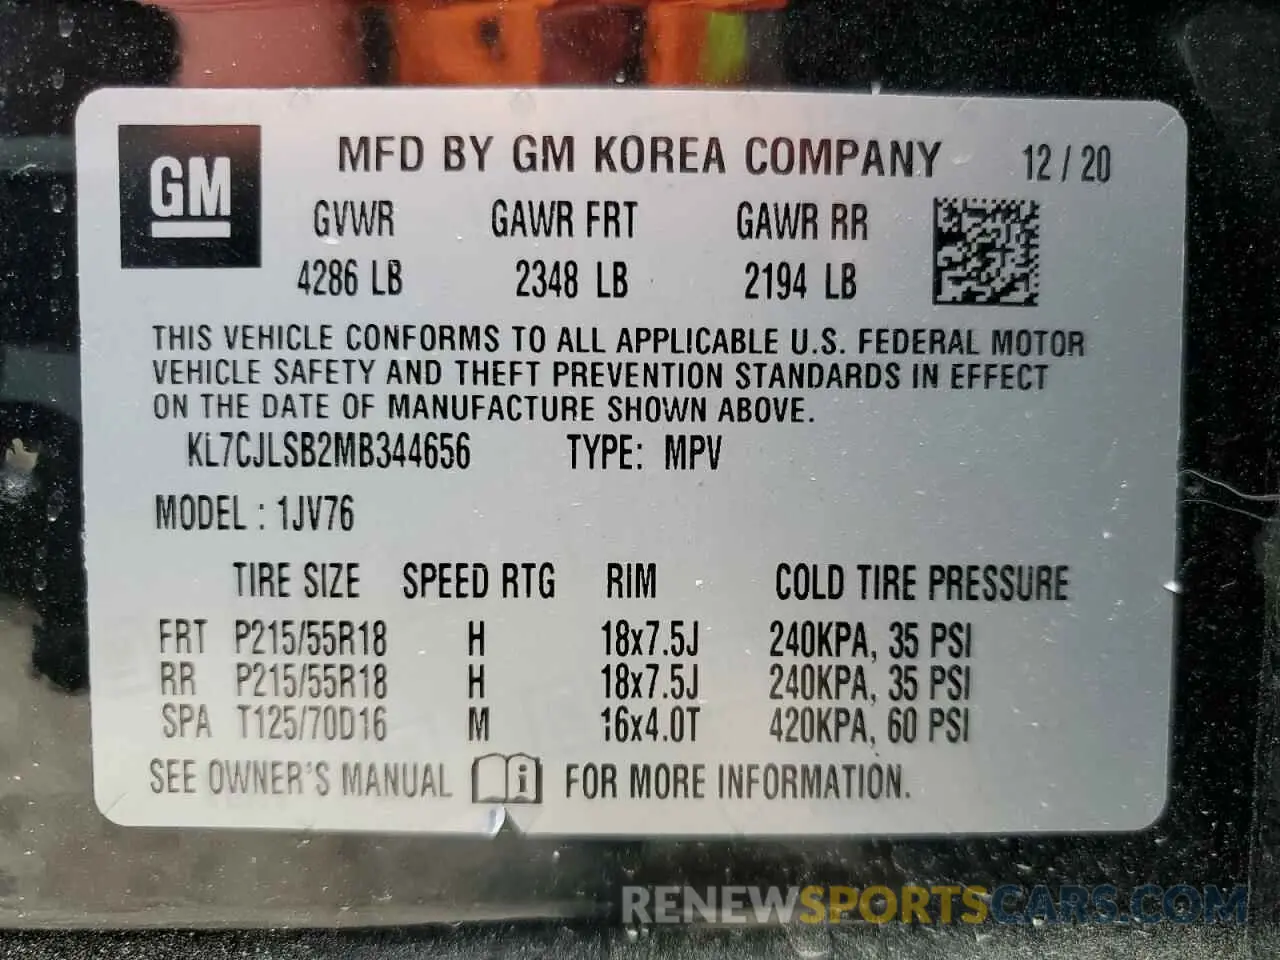 GM
MFD BY GM KOREA COMPANY 12 / 20
GVWR GAWR FRT GAWR RR
4286 LB 2348 LB 2194 LB
THIS VEHICLE CONFORMS TO ALL APPLICABLE U.S. FEDERAL MOTOR
VEHICLE SAFETY AND THEFT PREVENTION STANDARDS IN EFFECT
ON THE DATE OF MANUFACTURE SHOWN ABOVE.
KL7CJLSB2MB344656 TYPE: MPV
MODEL : 1JV76
TIRE SIZE SPEED RTG RIM COLD TIRE PRESSURE
FRT P215/55R18 H 18x7.5J 240KPA, 35 PSI
RR P215/55R18 H 18x7.5J 240KPA, 35 PSI
SPA T125/70D16 M 16x4.0T 420KPA, 60 PSI
SEE OWNER'S MANUAL i FOR MORE INFORMATION.
RENEWSPORTSCARS.COM